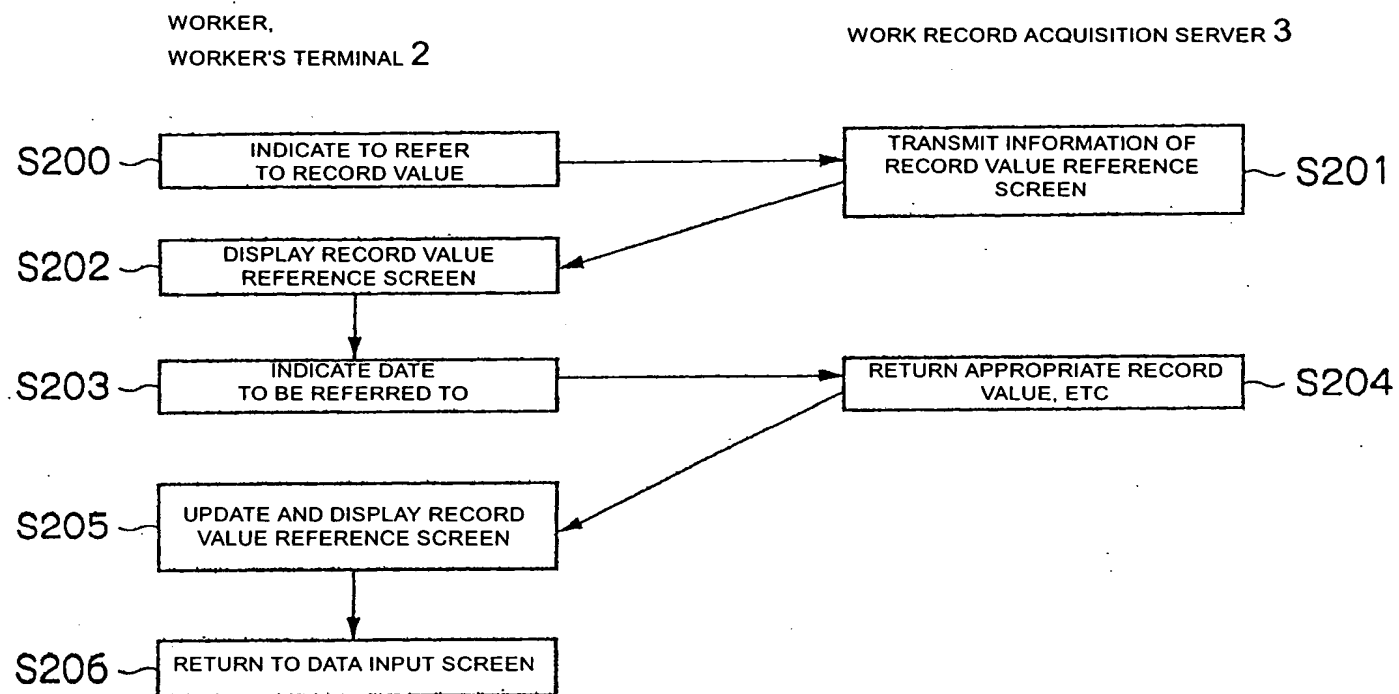 WORKER,
WORKER'S TERMINAL 2
WORK RECORD ACQUISITION SERVER 3
S200
INDICATE TO REFER
TO RECORD VALUE
TRANSMIT INFORMATION OF
RECORD VALUE REFERENCE
SCREEN
S201
S202
DISPLAY RECORD VALUE
REFERENCE SCREEN
S203
INDICATE DATE
TO BE REFERRED TO
RETURN APPROPRIATE RECORD
VALUE, ETC
S204
S205
UPDATE AND DISPLAY RECORD
VALUE REFERENCE SCREEN
S206
RETURN TO DATA INPUT SCREEN